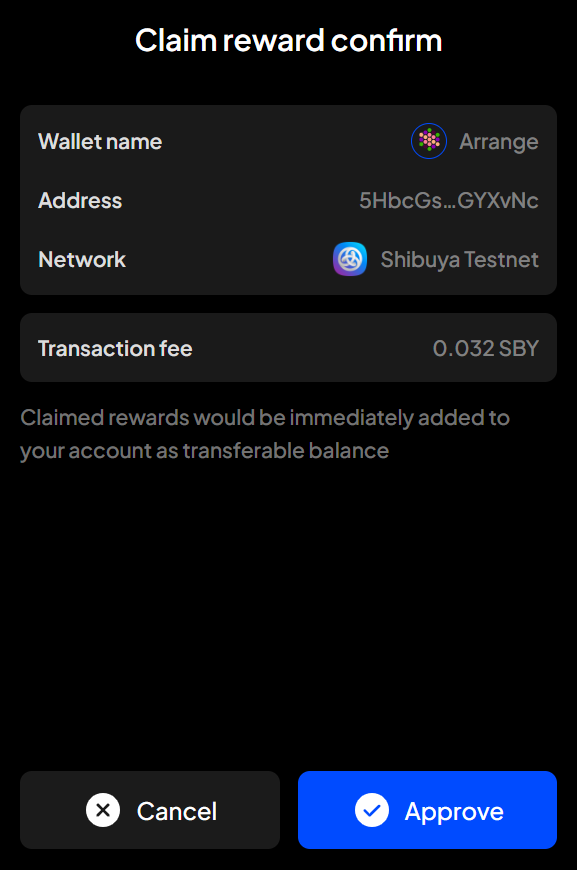 Claim reward confirm
Wallet name Arrange
Address 5HbcGs...GYXvNc
Network Shibuya Testnet
Transaction fee 0.032 SBY
Claimed rewards would be immediately added to
your account as transferable balance
Cancel Approve